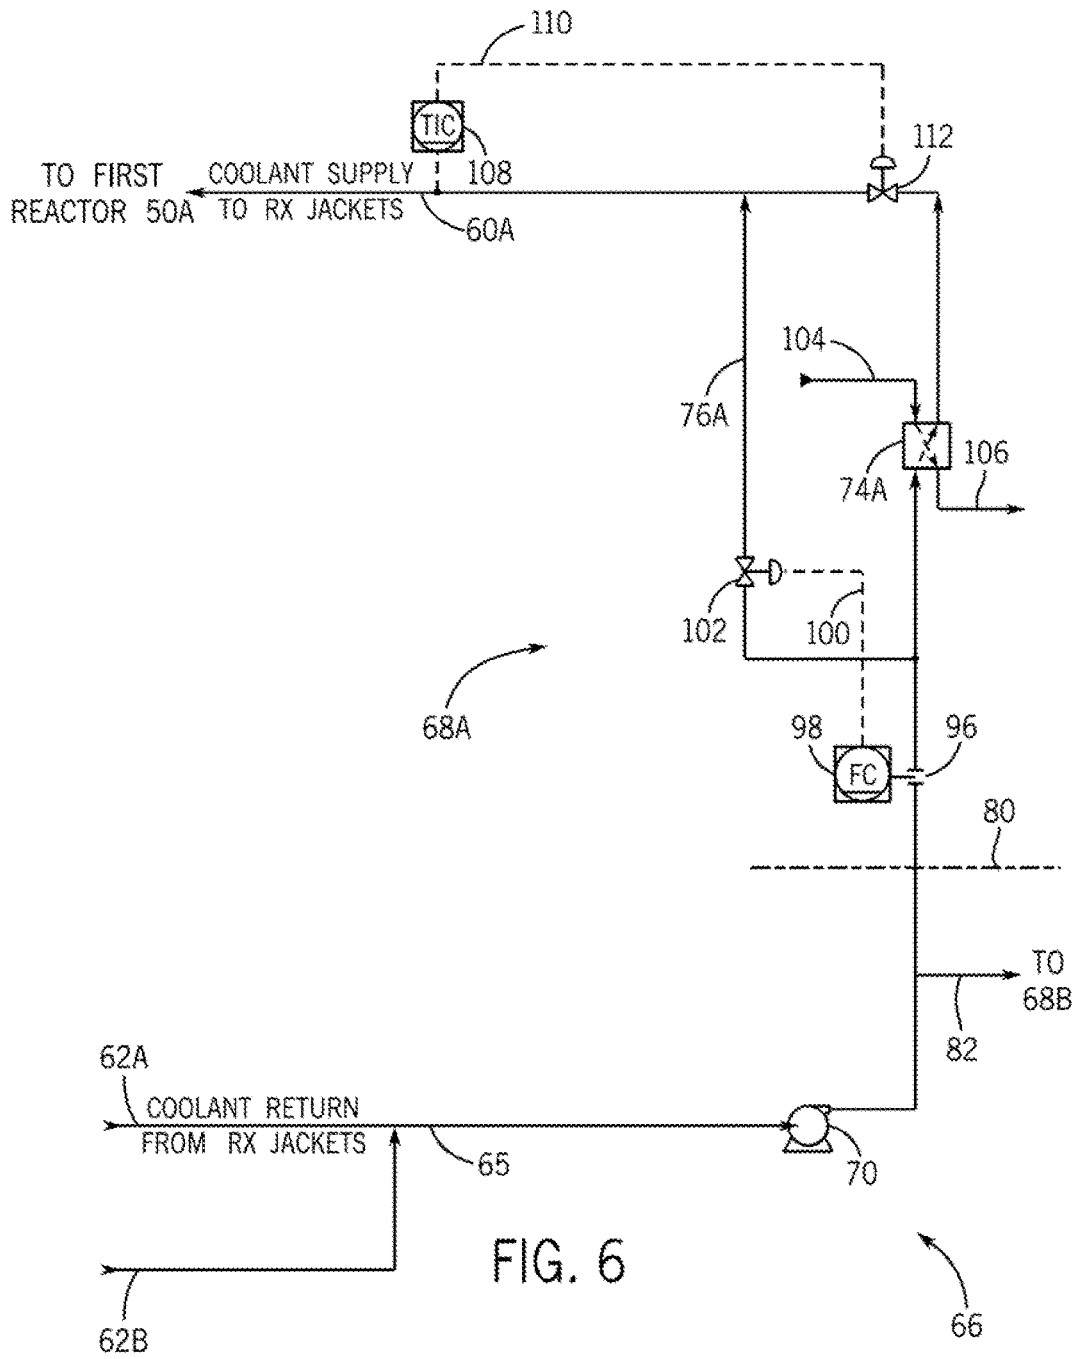 110
TIC
112
108
TO FIRST
REACTOR 50A
COOLANT SUPPLY
TO RX JACKETS
60A
104
76A
74A
106
102
100
68A
98
FC
96
80
TO
68B
82
62A
COOLANT RETURN
FROM RX JACKETS
65
70
FIG. 6
62B
66